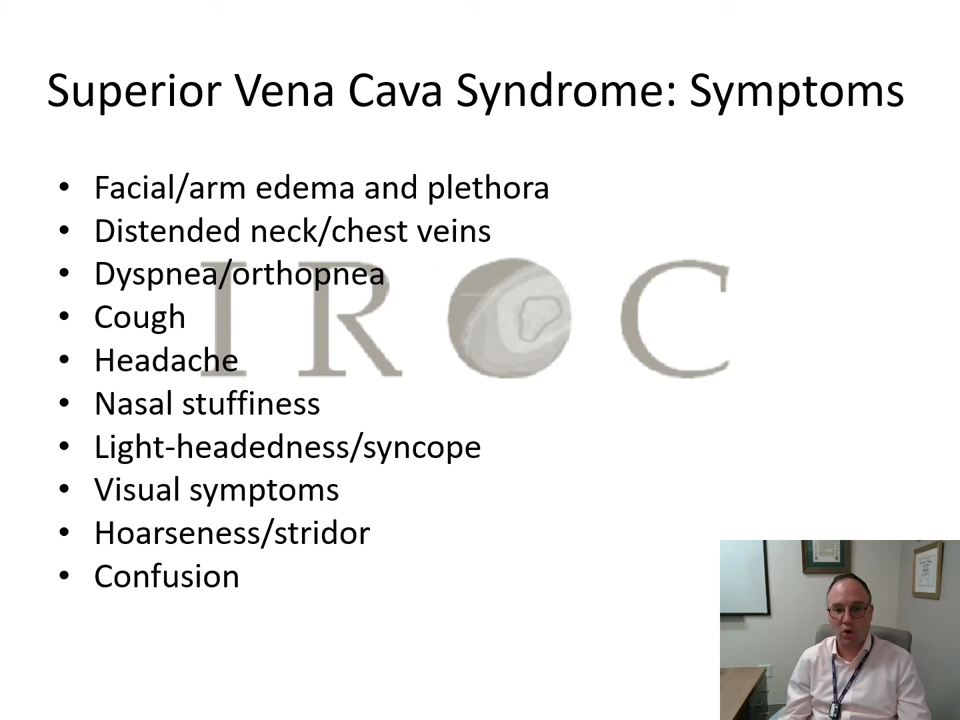 Superior Vena Cava Syndrome: Symptoms
• Facial/arm edema and plethora
• Distended neck/chest veins
• Dyspnea/orthopnea
• Cough
• Headache
• Nasal stuffiness
• Light-headedness/syncope
• Visual symptoms
• Hoarseness/stridor
• Confusion
IROC